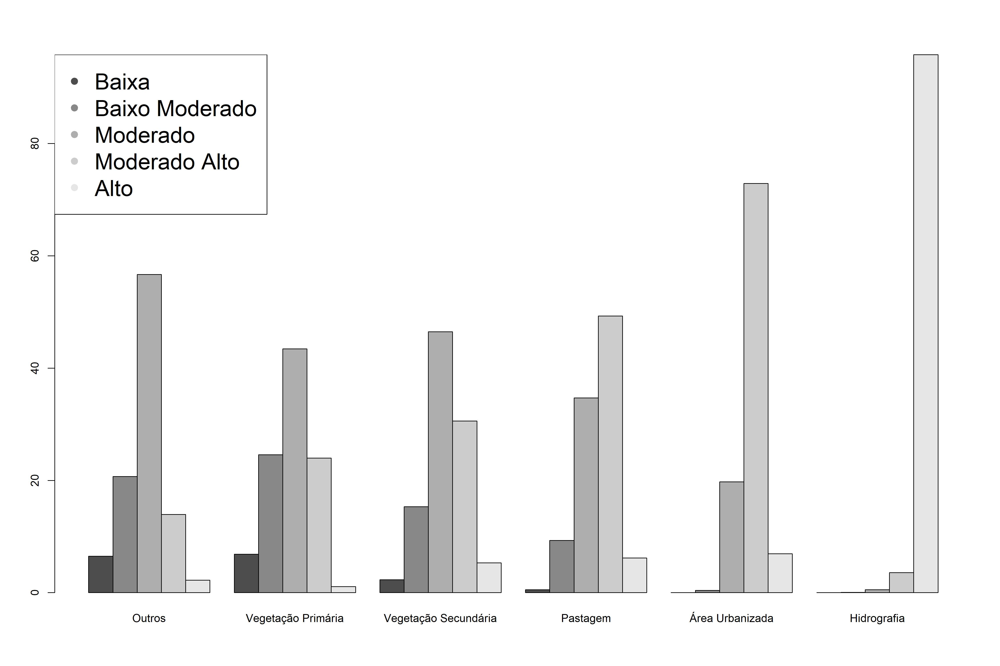 Baixa
Baixo Moderado
Moderado
Moderado Alto
Alto
80
60
40
20
0
Outros Vegetação Primária Vegetação Secundária Pastagem Área Urbanizada Hidrografia